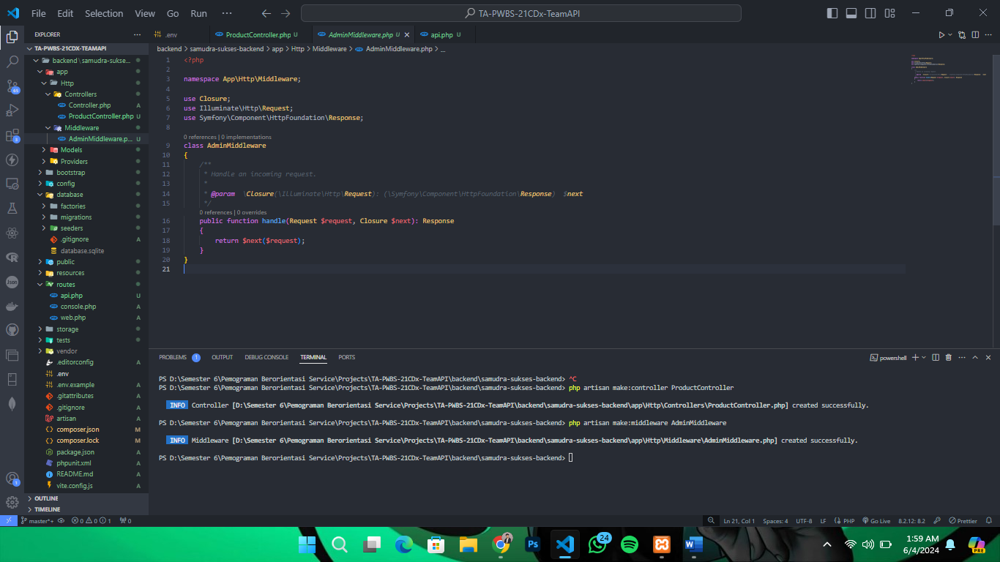 File Edit Selection View Go Run ···
TA-PWBS-21CDx-TeamAPI
EXPLORER
TA-PWBS-21CDX-TEAMAPI
backend\samudra-sukse...
app
Http
Controllers
Controller.php A
ProductController.php U
Middleware
AdminMiddleware.p... U
Models
Providers
bootstrap
config
database
factories
migrations
seeders
.gitignore A
database.sqlite
public
resources
routes
api.php U
console.php A
web.php A
storage
tests
vendor
.editorconfig A
.env
.env.example A
.gitattributes A
.gitignore A
artisan A
composer.json M
composer.lock M
package.json A
phpunit.xml A
README.md A
vite.config.js A
OUTLINE
TIMELINE
65
3
1
.env
ProductController.php U
AdminMiddleware.php U
api.php U
backend > samudra-sukses-backend > app > Http > Middleware > AdminMiddleware.php > ...
1 <?php
2
3 namespace App\Http\Middleware;
4
5 use Closure;
6 use Illuminate\Http\Request;
7 use Symfony\Component\HttpFoundation\Response;
8
0 references | 0 implementations
9 class AdminMiddleware
10 {
11 /**
12 * Handle an incoming request.
13 *
14 * @param \Closure(\Illuminate\Http\Request): (\Symfony\Component\HttpFoundation\Response) $next
15 */
0 references | 0 overrides
16 public function handle(Request $request, Closure $next): Response
17 {
18 return $next($request);
19 }
20 }
21
PROBLEMS 1 OUTPUT DEBUG CONSOLE TERMINAL PORTS
powershell
PS D:\Semester 6\Pemograman Berorientasi Service\Projects\TA-PWBS-21CDx-TeamAPI\backend\samudra-sukses-backend> ^C
PS D:\Semester 6\Pemograman Berorientasi Service\Projects\TA-PWBS-21CDx-TeamAPI\backend\samudra-sukses-backend> php artisan make:controller ProductController
INFO Controller [D:\Semester 6\Pemograman Berorientasi Service\Projects\TA-PWBS-21CDx-TeamAPI\backend\samudra-sukses-backend\app\Http\Controllers\ProductController.php] created successfully.
PS D:\Semester 6\Pemograman Berorientasi Service\Projects\TA-PWBS-21CDx-TeamAPI\backend\samudra-sukses-backend> php artisan make:middleware AdminMiddleware
INFO Middleware [D:\Semester 6\Pemograman Berorientasi Service\Projects\TA-PWBS-21CDx-TeamAPI\backend\samudra-sukses-backend\app\Http\Middleware\AdminMiddleware.php] created successfully.
PS D:\Semester 6\Pemograman Berorientasi Service\Projects\TA-PWBS-21CDx-TeamAPI\backend\samudra-sukses-backend>
master*+ 0 0 1 0
Ln 21, Col 1 Spaces: 4 UTF-8 LF PHP Go Live 8.2.12: 8.2 Prettier
Ps
24
W
PRE
1:59 AM
6/4/2024